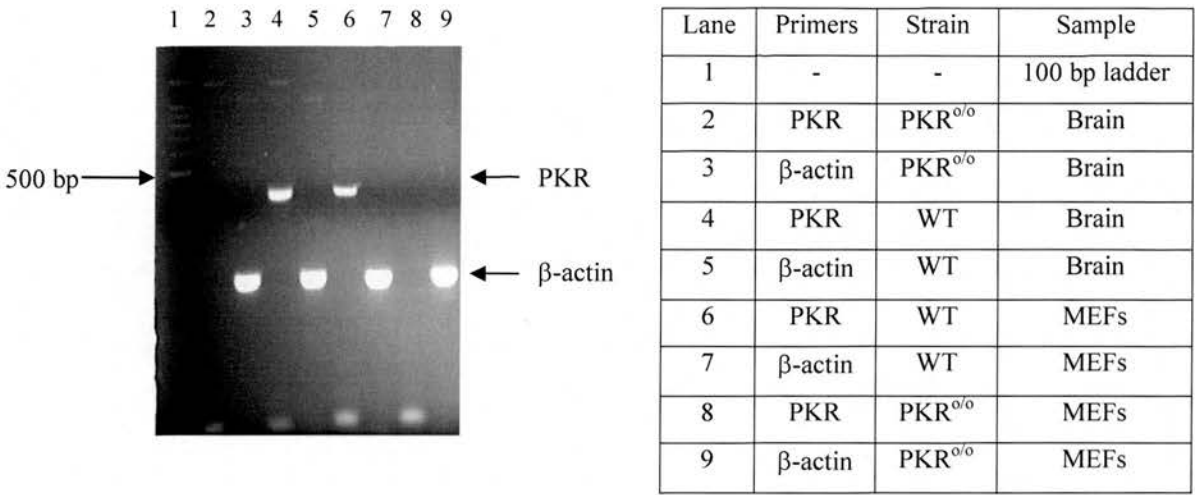 1 2 3 4 5 6 7 8 9
500 bp
PKR
β-actin
Lane Primers Strain Sample
1 - - 100 bp ladder
2 PKR PKR^o/o Brain
3 β-actin PKR^o/o Brain
4 PKR WT Brain
5 β-actin WT Brain
6 PKR WT MEFs
7 β-actin WT MEFs
8 PKR PKR^o/o MEFs
9 β-actin PKR^o/o MEFs